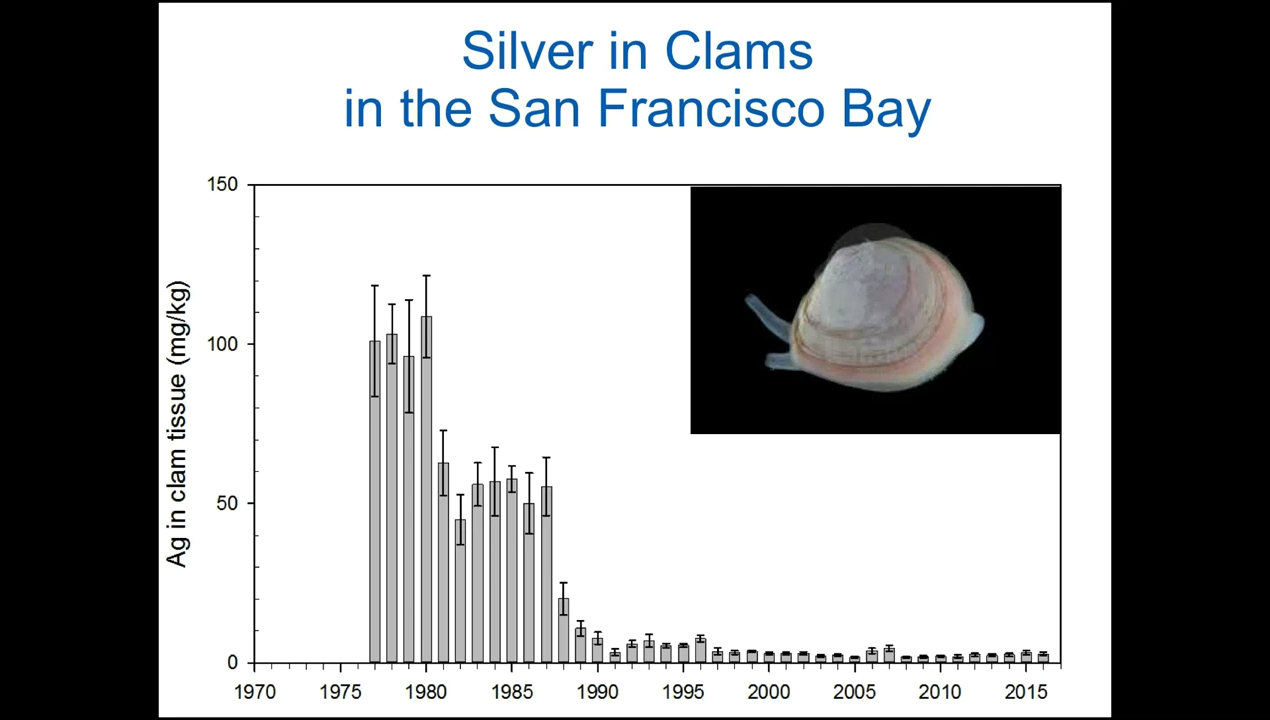 Silver in Clams
in the San Francisco Bay
150
100
50
0
Ag in clam tissue (mg/kg)
1970 1975 1980 1985 1990 1995 2000 2005 2010 2015